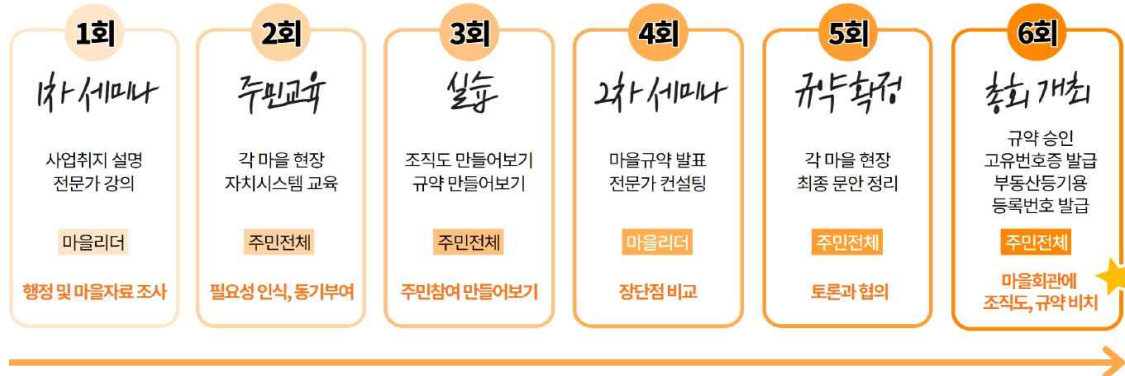 1회
1차 세미나
사업취지 설명
전문가 강의
마을리더
행정 및 마을자료 조사
2회
주민교육
각 마을 현장
자치시스템 교육
주민전체
필요성 인식, 동기부여
3회
실습
조직도 만들어보기
규약 만들어보기
주민전체
주민참여 만들어보기
4회
2차 세미나
마을규약 발표
전문가 컨설팅
마을리더
장단점 비교
5회
규약 확정
각 마을 현장
최종 문안 정리
주민전체
토론과 협의
6회
총회 개최
규약 승인
고유번호증 발급
부동산등기용
등록번호 발급
주민전체
마을회관에
조직도, 규약 비치